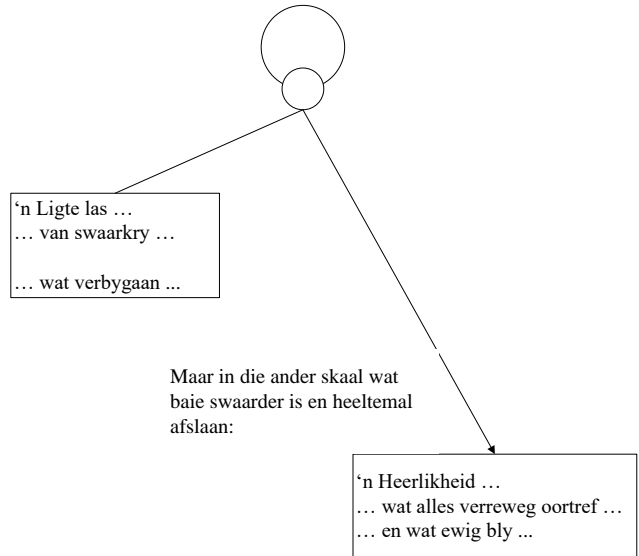 ‘n Ligte las …
… van swaarkry …
… wat verbygaan ...
Maar in die ander skaal wat
baie swaarder is en heeltemal
afslaan:
‘n Heerlikheid …
… wat alles verreweg oortref …
… en wat ewig bly ...